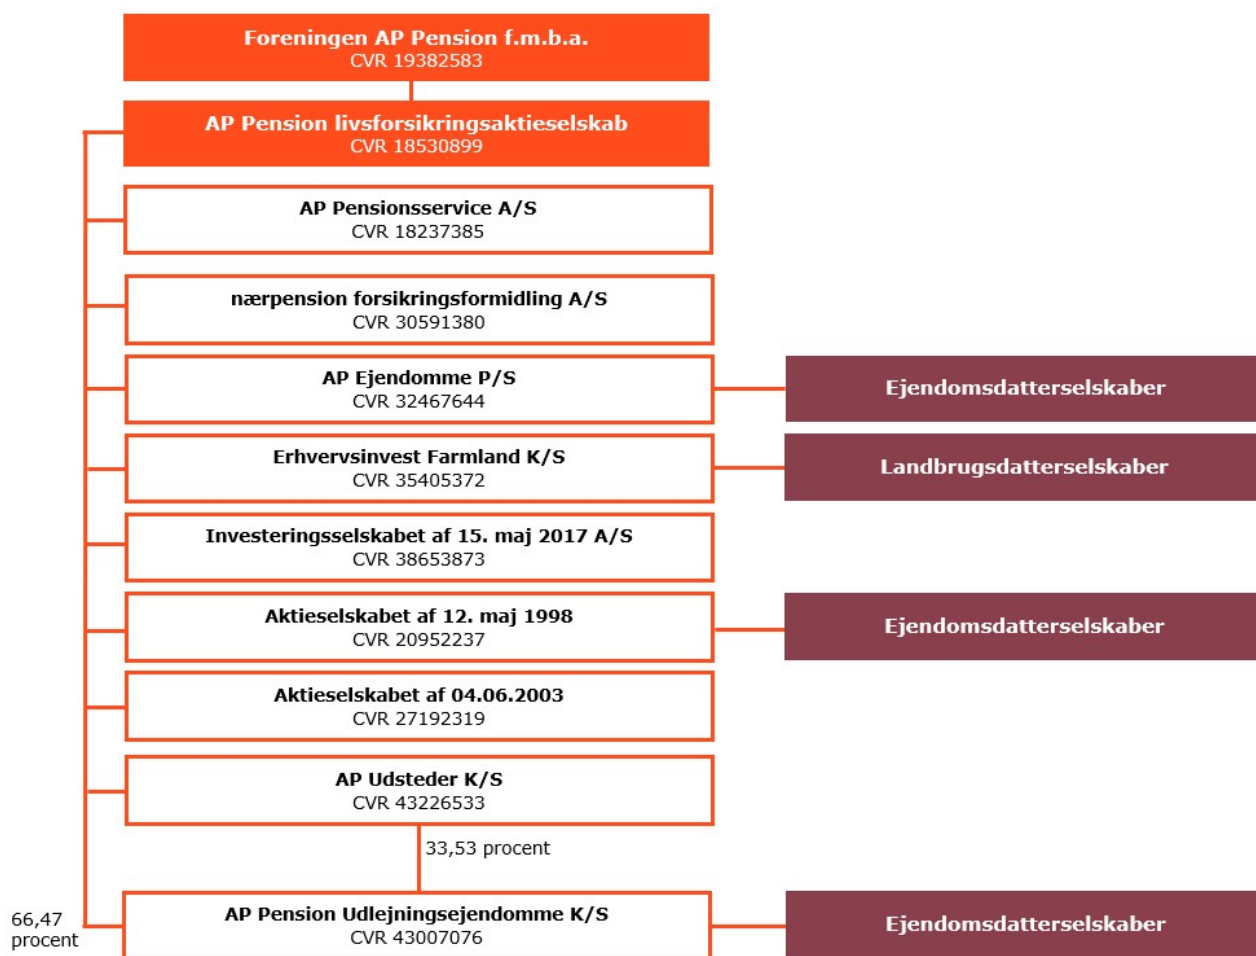 Foreningen AP Pension f.m.b.a.
CVR 19382583
AP Pension livsforsikringsaktieselskab
CVR 18530899
AP Pensionsservice A/S
CVR 18237385
nærpension forsikringsformidling A/S
CVR 30591380
AP Ejendomme P/S
CVR 32467644
Ejendomsdatterselskaber
Erhvervsinvest Farmland K/S
CVR 35405372
Landbrugsdatterselskaber
Investeringsselskabet af 15. maj 2017 A/S
CVR 38653873
Aktieselskabet af 12. maj 1998
CVR 20952237
Ejendomsdatterselskaber
Aktieselskabet af 04.06.2003
CVR 27192319
AP Udsteder K/S
CVR 43226533
33,53 procent
66,47
procent
AP Pension Udlejningsejendomme K/S
CVR 43007076
Ejendomsdatterselskaber